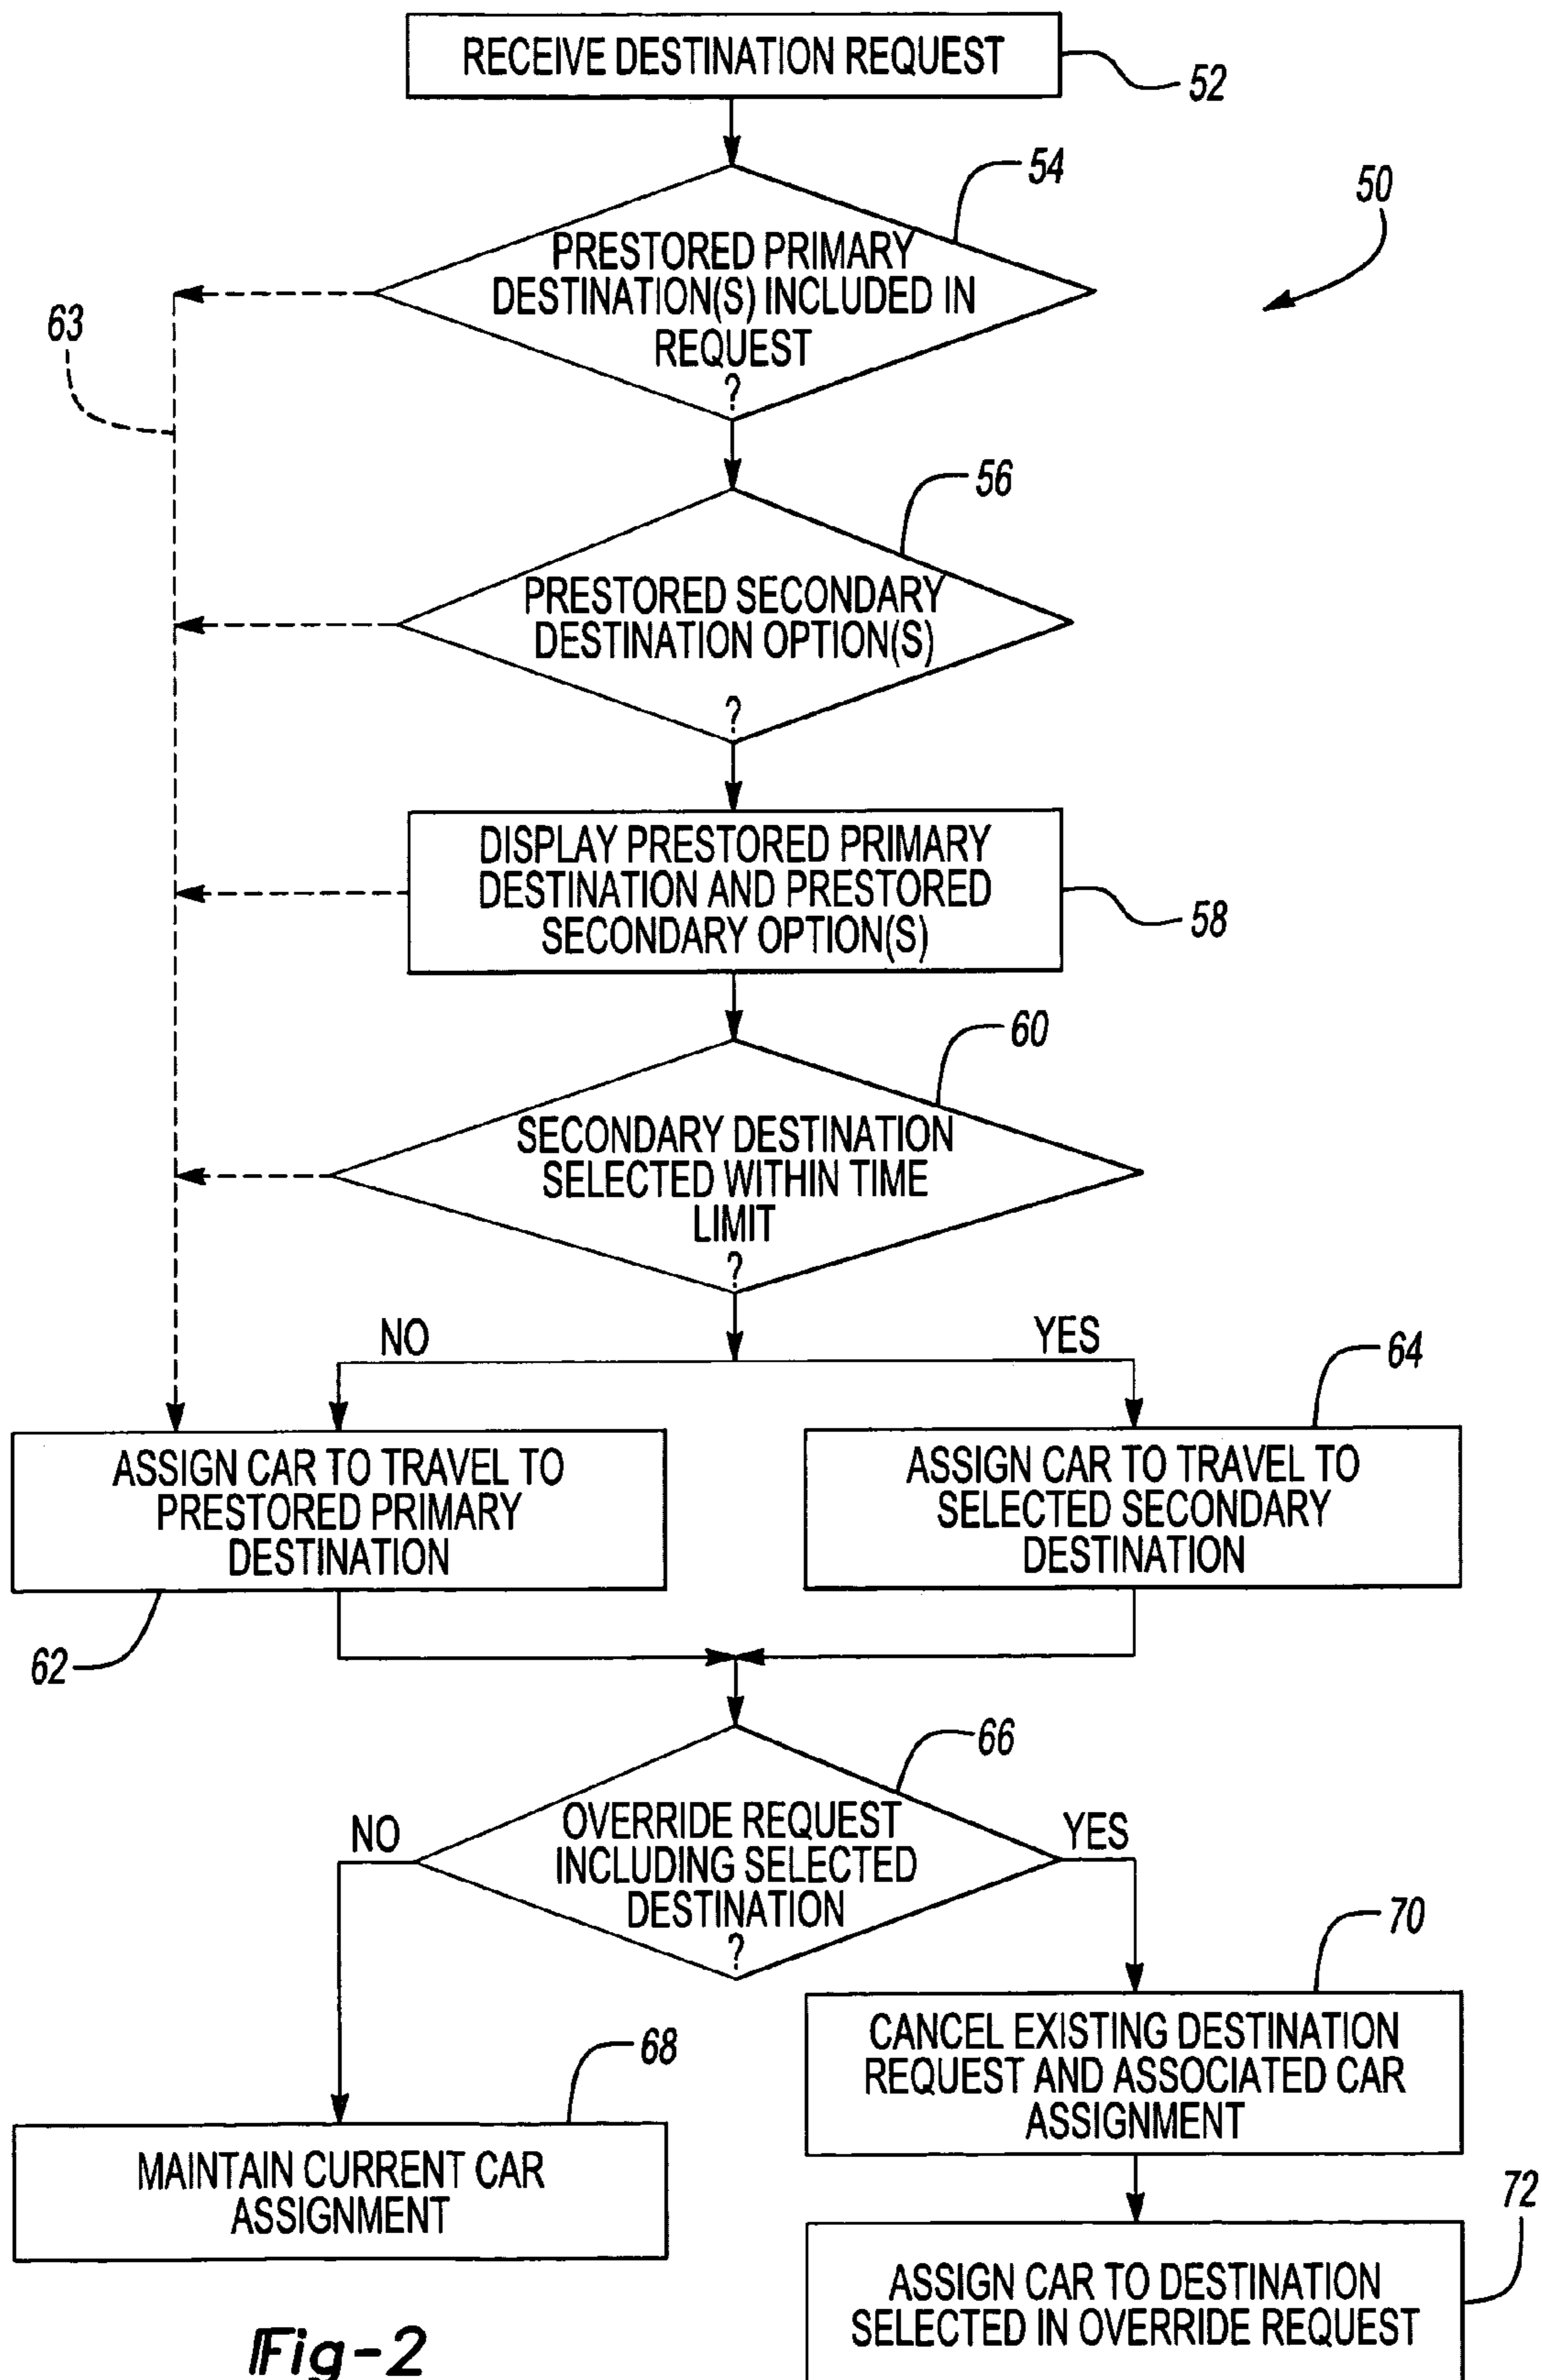 RECEIVE DESTINATION REQUEST
52
54
50
PRESTORED PRIMARY
DESTINATION(S) INCLUDED IN
REQUEST
?
63
56
PRESTORED SECONDARY
DESTINATION OPTION(S)
?
DISPLAY PRESTORED PRIMARY
DESTINATION AND PRESTORED
SECONDARY OPTION(S)
58
60
SECONDARY DESTINATION
SELECTED WITHIN TIME
LIMIT
?
NO
YES
64
ASSIGN CAR TO TRAVEL TO
PRESTORED PRIMARY
DESTINATION
ASSIGN CAR TO TRAVEL TO
SELECTED SECONDARY
DESTINATION
62
66
OVERRIDE REQUEST
INCLUDING SELECTED
DESTINATION
?
NO
YES
70
CANCEL EXISTING DESTINATION
REQUEST AND ASSOCIATED CAR
ASSIGNMENT
68
MAINTAIN CURRENT CAR
ASSIGNMENT
72
ASSIGN CAR TO DESTINATION
SELECTED IN OVERRIDE REQUEST
Fig-2